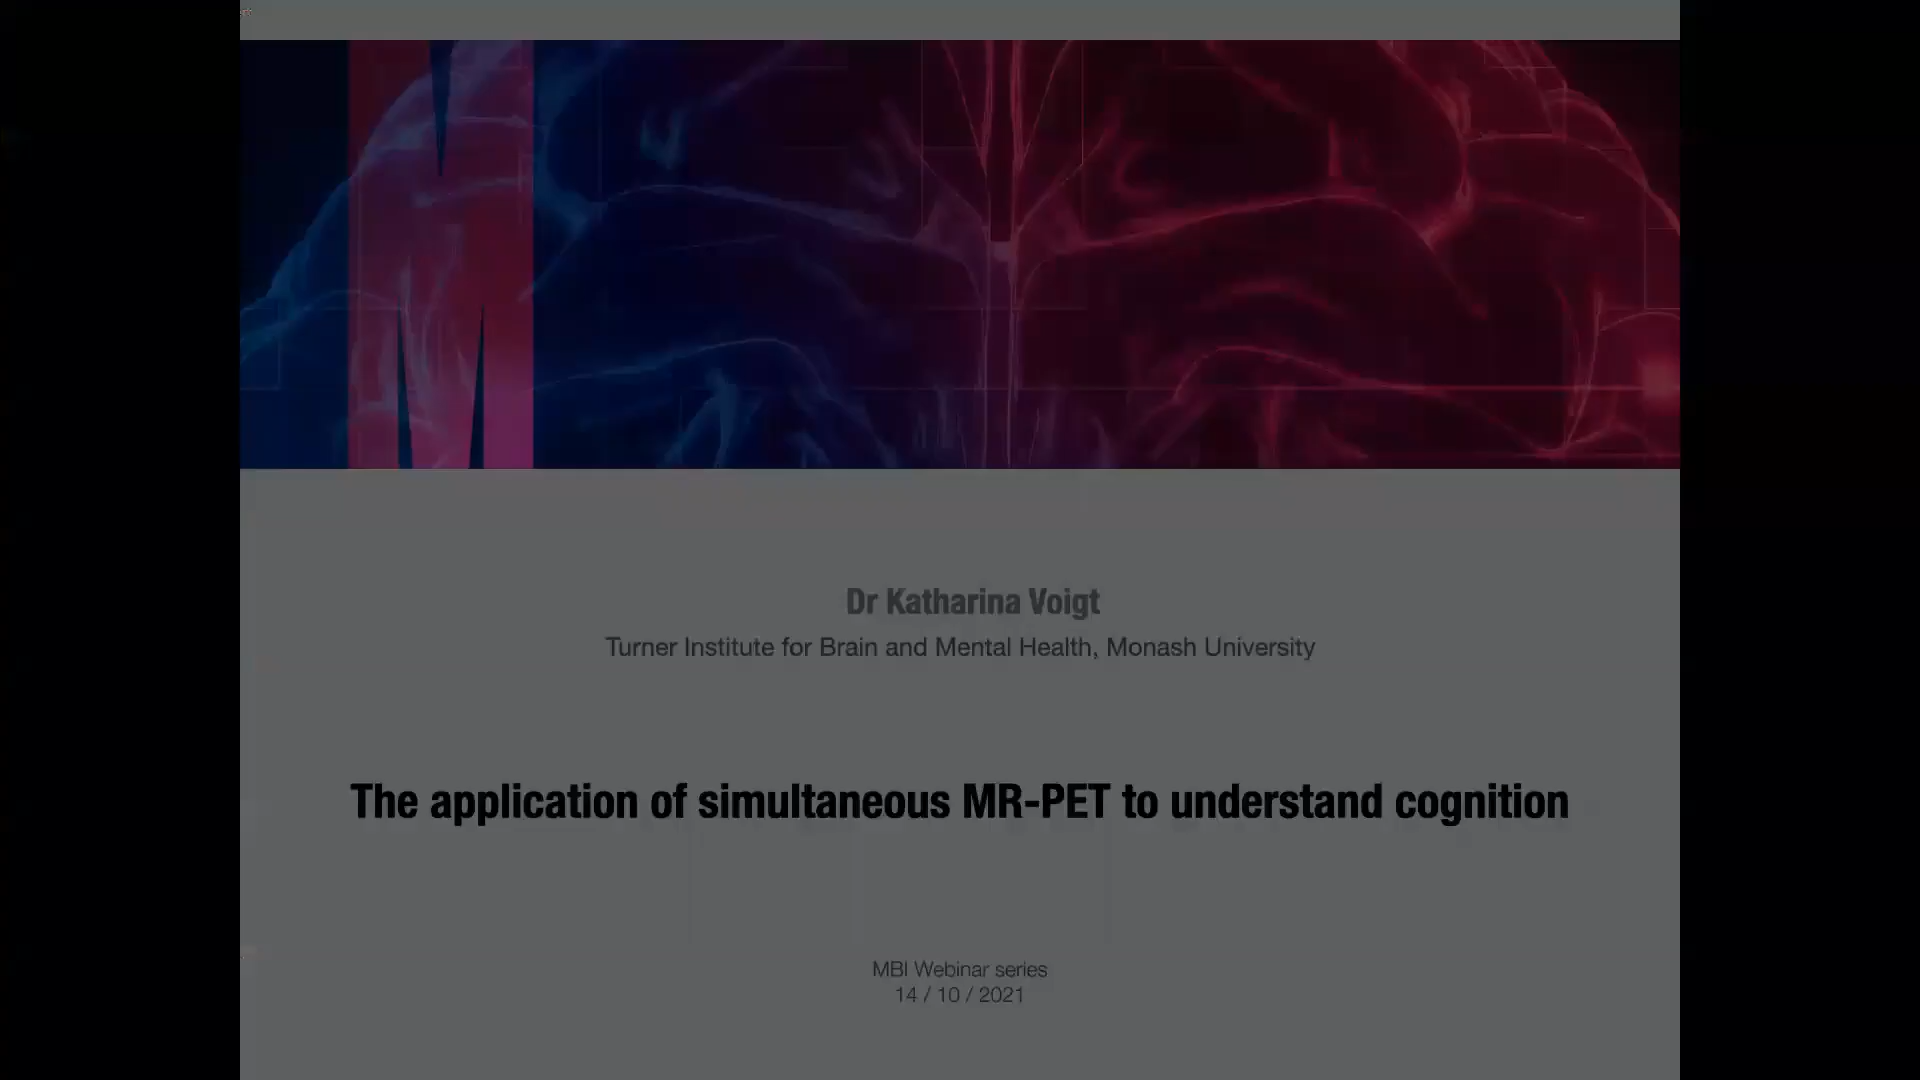 Dr Katharina Voigt
Turner Institute for Brain and Mental Health, Monash University
The application of simultaneous MR-PET to understand cognition
MBI Webinar series
14 / 10 / 2021